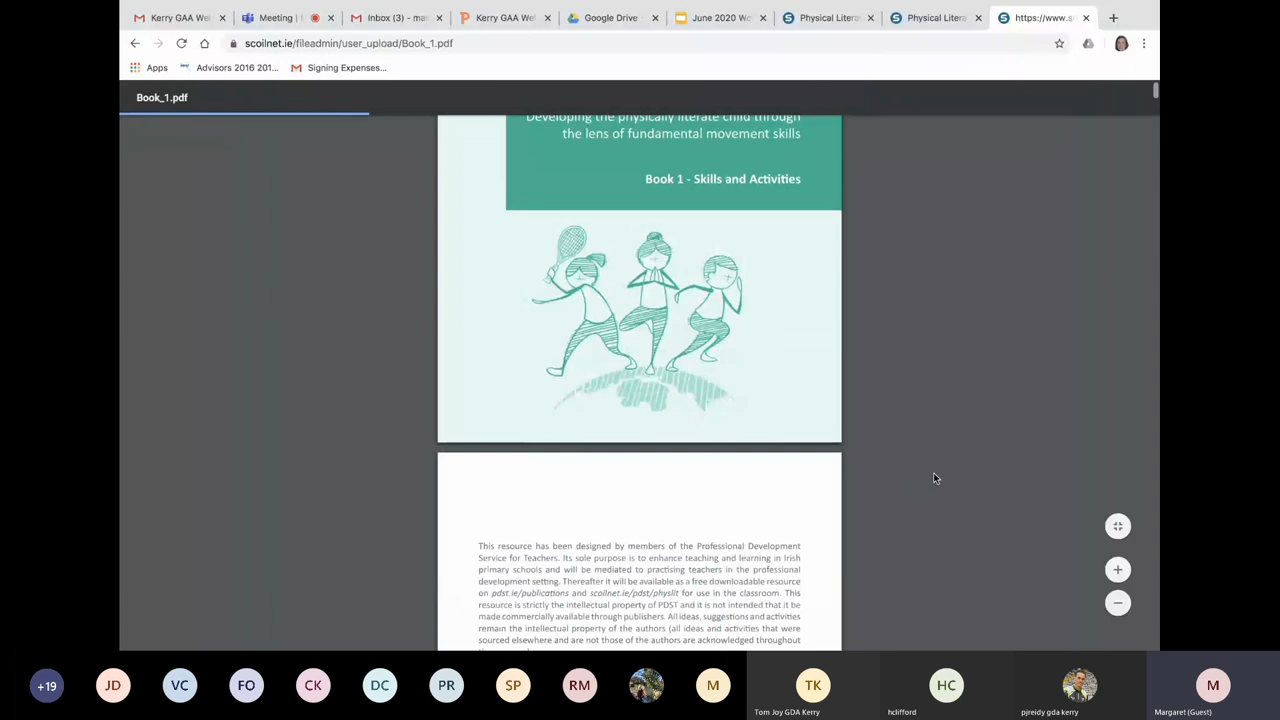 Kerry GAA Wel
Meeting |
Inbox (3) - mar
Kerry GAA Wel
Google Drive
June 2020 Wo
Physical Litera
Physical Litera
https://www.s
scoilnet.ie/fileadmin/user_upload/Book_1.pdf
Apps
Advisors 2016 201...
Signing Expenses...
Book_1.pdf
Developing the physically literate child through
the lens of fundamental movement skills
Book 1 - Skills and Activities
This resource has been designed by members of the Professional Development
Service for Teachers. Its sole purpose is to enhance teaching and learning in Irish
primary schools and will be mediated to practising teachers in the professional
development setting. Thereafter it will be available as a free downloadable resource
on pdst.ie/publications and scoilnet.ie/pdst/physlit for use in the classroom. This
resource is strictly the intellectual property of PDST and it is not intended that it be
made commercially available through publishers. All ideas, suggestions and activities
remain the intellectual property of the authors (all ideas and activities that were
sourced elsewhere and are not those of the authors are acknowledged throughout
+19
JD
VC
FO
CK
DC
PR
SP
RM
M
TK
HC
M
Tom Joy GDA Kerry
hclifford
pjreidy gda kerry
Margaret (Guest)